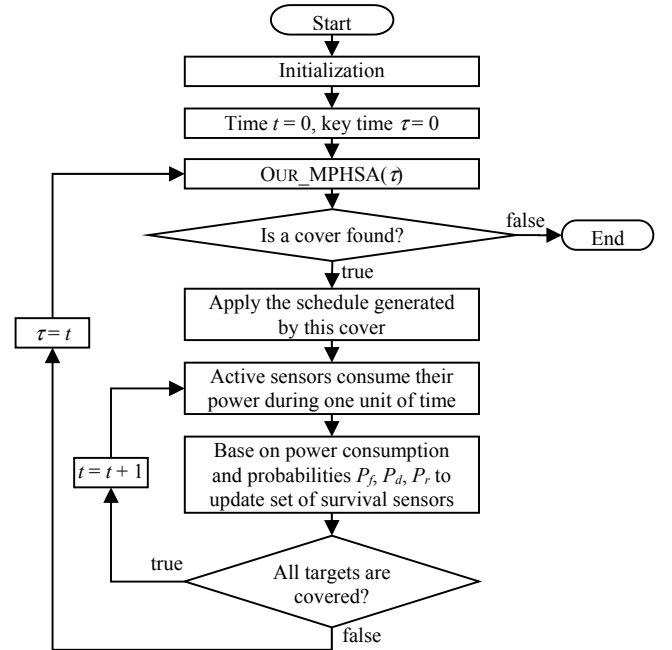 Start
Initialization
Time t = 0, key time τ = 0
OUR_MPHSA(τ)
false
Is a cover found?
End
true
Apply the schedule generated
by this cover
τ = t
Active sensors consume their
power during one unit of time
Base on power consumption
and probabilities Pf, Pd, Pr to
update set of survival sensors
t = t + 1
true
All targets are
covered?
false